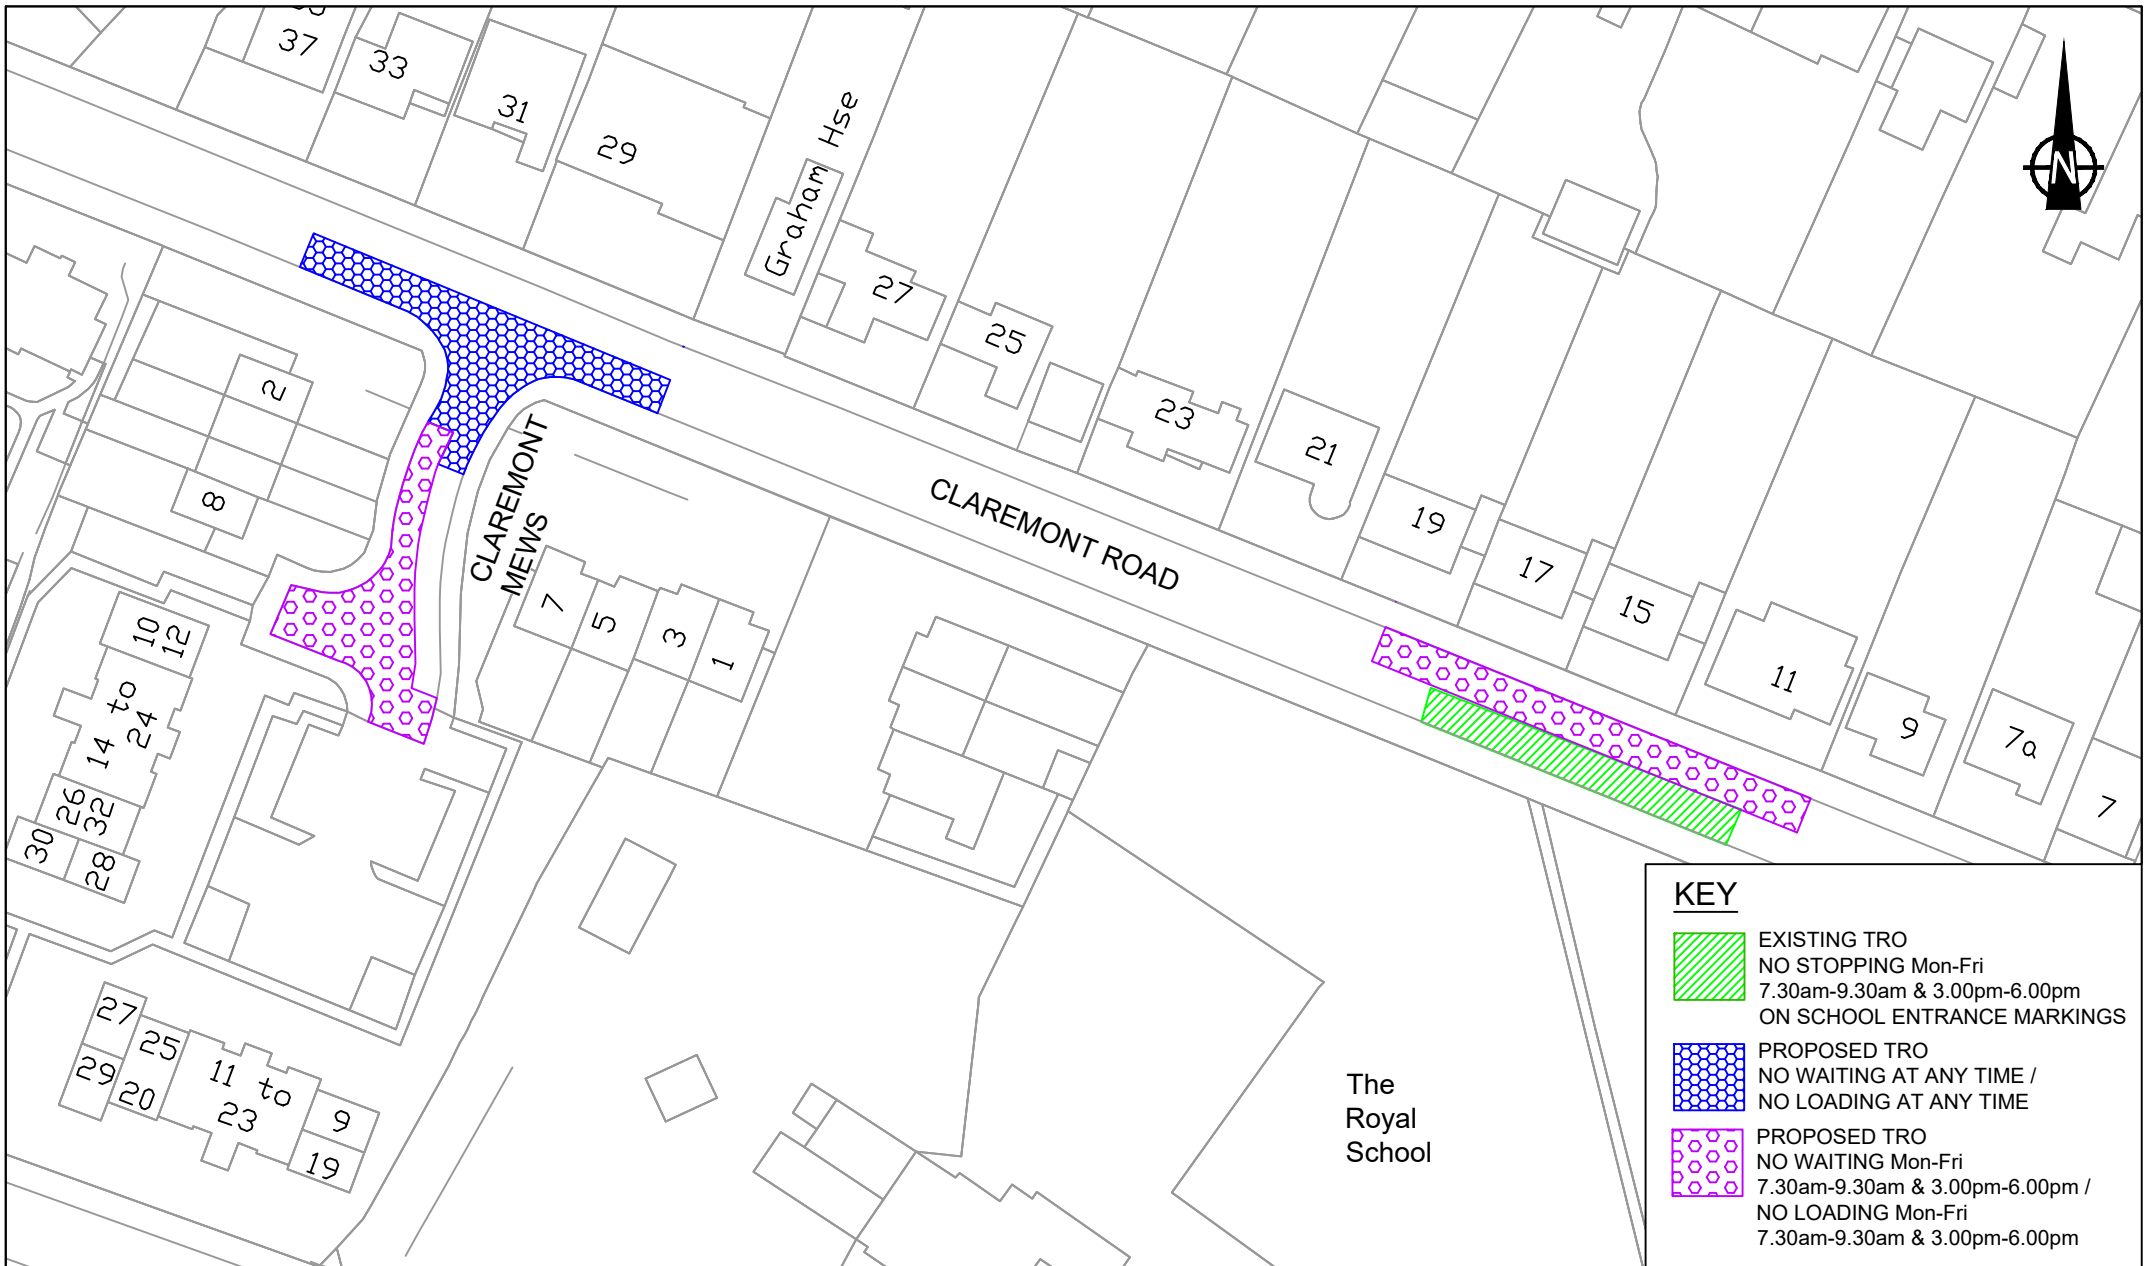 37
33
31
29
Graham Hse
27
25
23
21
19
17
15
11
9
7a
7
N
2
8
CLAREMONT
MEWS
CLAREMONT ROAD
7
5
3
1
10
12
to
14
24
26
32
30
28
27
29
25
20
11 to
23
9
19
The
Royal
School
KEY
EXISTING TRO
NO STOPPING Mon-Fri
7.30am-9.30am & 3.00pm-6.00pm
ON SCHOOL ENTRANCE MARKINGS
PROPOSED TRO
NO WAITING AT ANY TIME /
NO LOADING AT ANY TIME
PROPOSED TRO
NO WAITING Mon-Fri
7.30am-9.30am & 3.00pm-6.00pm /
NO LOADING Mon-Fri
7.30am-9.30am & 3.00pm-6.00pm